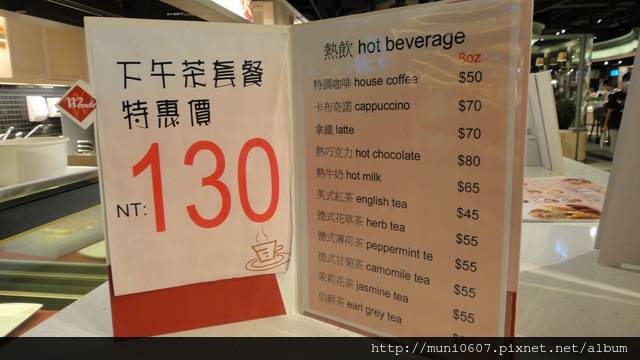 下午茶套餐
特惠價
NT: 130
熱飲 hot beverage
8oz
特調咖啡 house coffee $50
卡布奇諾 cappuccino $70
拿鐵 latte $70
熱巧克力 hot chocolate $80
熱牛奶 hot milk $65
英式紅茶 english tea $45
德式花草茶 herb tea $55
德式薄荷茶 peppermint te $55
德式甘菊茶 camomile tea $55
茉莉花茶 jasmine tea $55
伯爵茶 earl grey tea $55
http://muni0607.pixnet.net/album